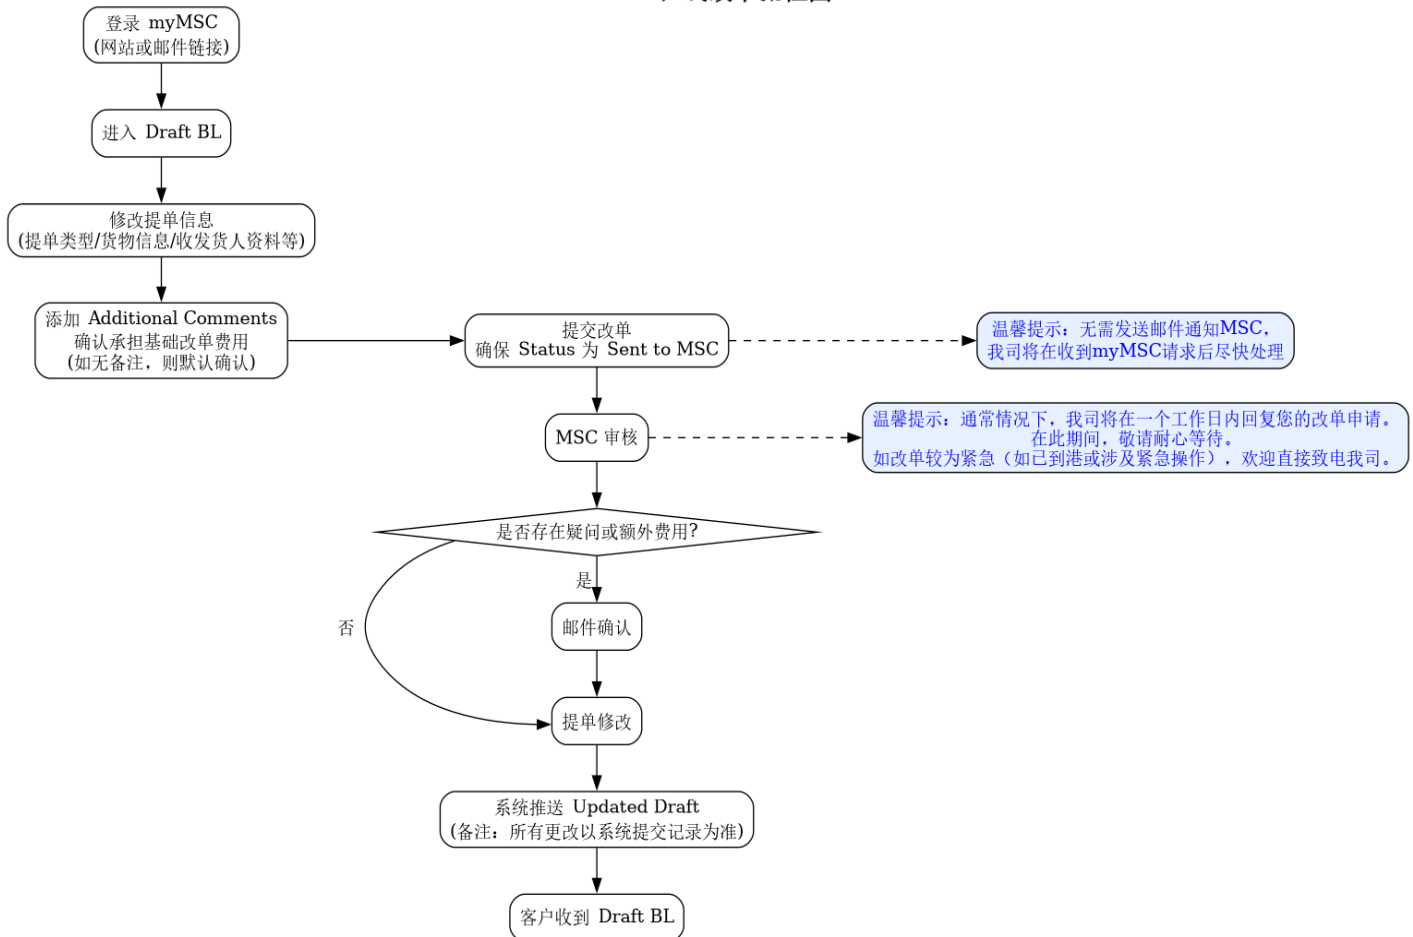 登录 myMSC
(网站或邮件链接)
进入 Draft BL
修改提单信息
(提单类型/货物信息/收发货人资料等)
添加 Additional Comments
确认承担基础改单费用
(如无备注，则默认确认)
提交改单
确保 Status 为 Sent to MSC
温馨提示：无需发送邮件通知MSC，
我司将在收到myMSC请求后尽快处理
MSC 审核
温馨提示：通常情况下，我司将在一个工作日内回复您的改单申请。
在此期间，敬请耐心等待。
如改单较为紧急（如已到港或涉及紧急操作），欢迎直接致电我司。
是否存在疑问或额外费用?
是
否
邮件确认
提单修改
系统推送 Updated Draft
(备注：所有更改以系统提交记录为准)
客户收到 Draft BL